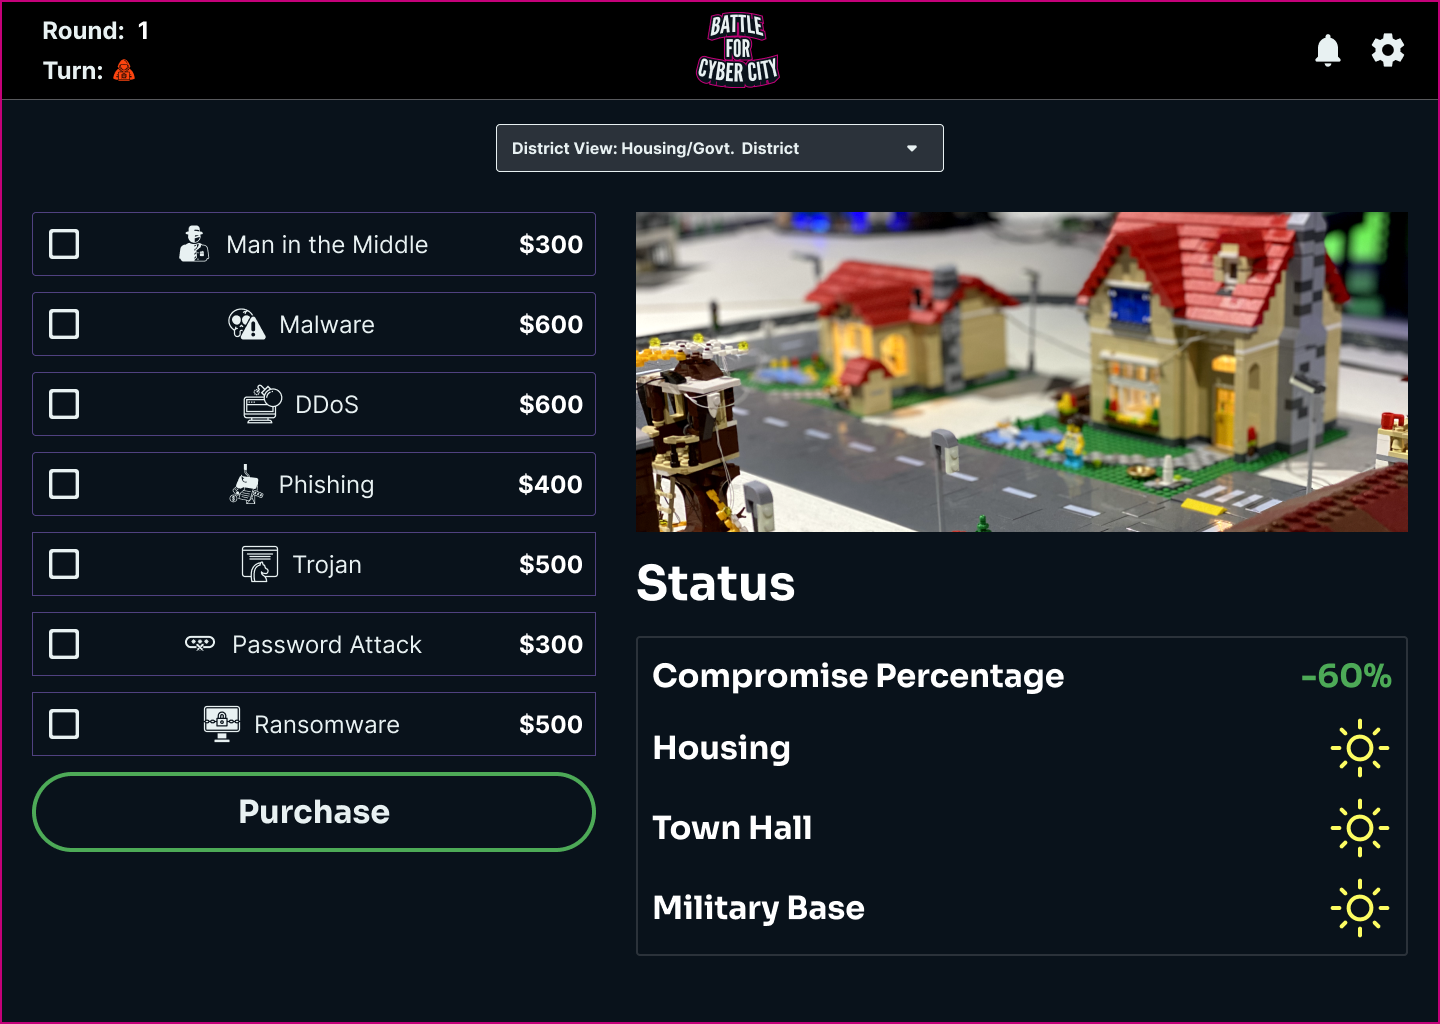 Round: 1
Turn:
BATTLE
FOR
CYBER CITY
District View: Housing/Govt. District
Man in the Middle $300
Malware $600
DDoS $600
Phishing $400
Trojan $500
Password Attack $300
Ransomware $500
Purchase
Status
Compromise Percentage -60%
Housing
Town Hall
Military Base